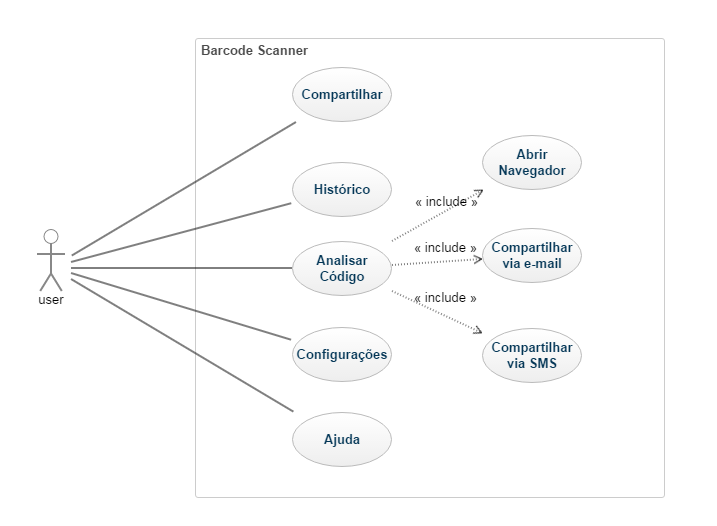 Barcode Scanner
Compartilhar
Abrir
Navegador
Histórico
« include »
user
Analisar
Código
« include »
Compartilhar
via e-mail
« include »
Configurações
Compartilhar
via SMS
Ajuda